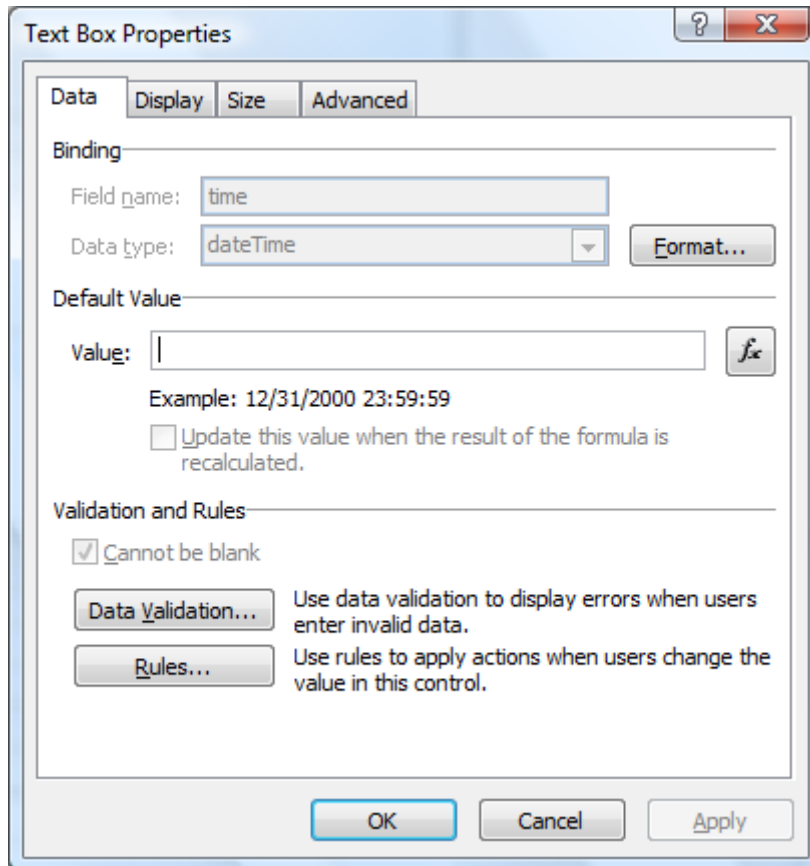 Text Box Properties
Data Display Size Advanced
Binding
Field name: time
Data type: dateTime Format...
Default Value
Value: fx
Example: 12/31/2000 23:59:59
Update this value when the result of the formula is
recalculated.
Validation and Rules
Cannot be blank
Data Validation... Use data validation to display errors when users
enter invalid data.
Rules... Use rules to apply actions when users change the
value in this control.
OK Cancel Apply